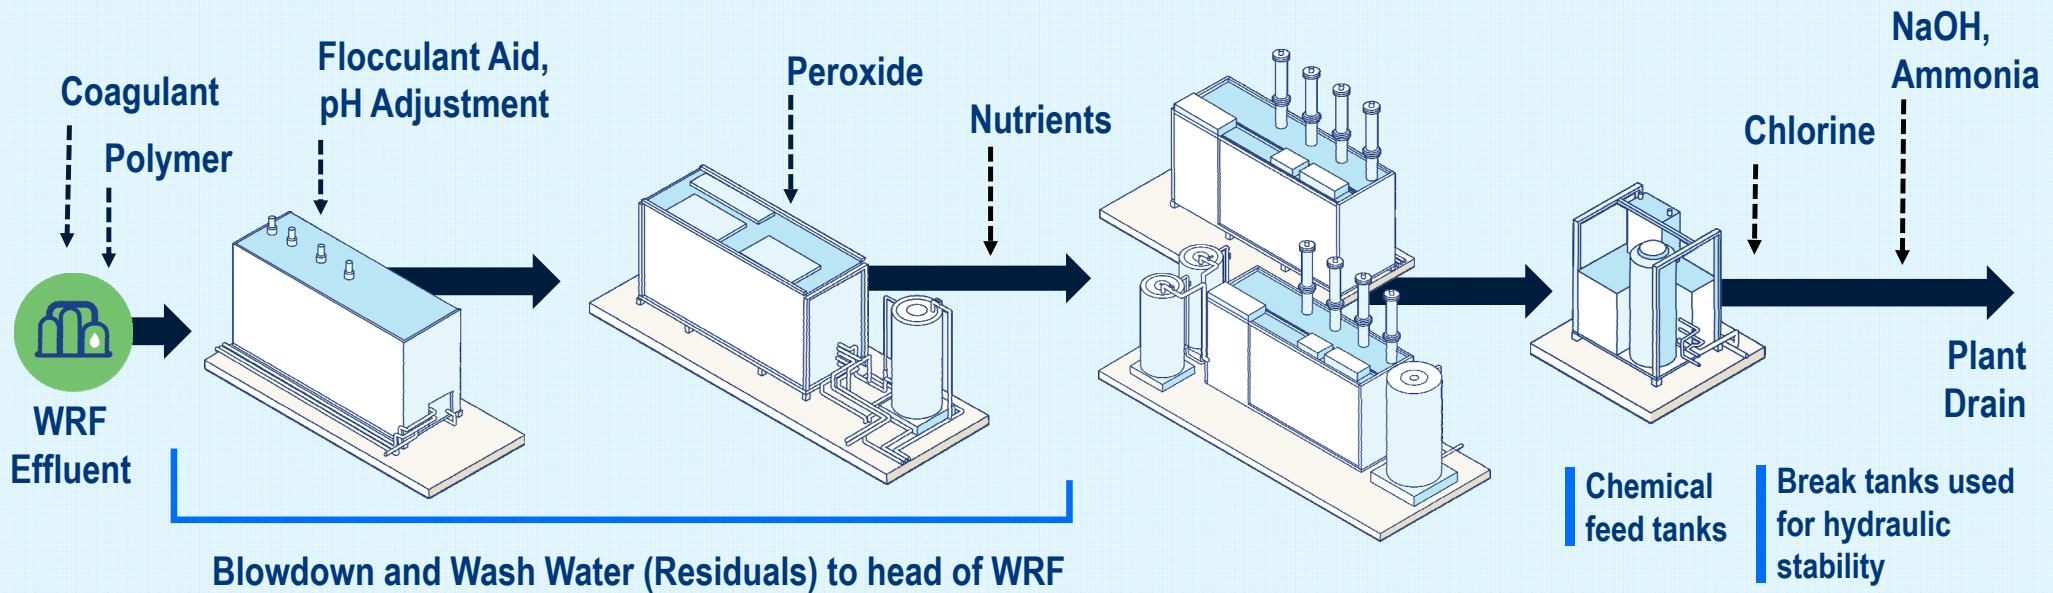 Coagulant
Polymer
Flocculant Aid,
pH Adjustment
Peroxide
Nutrients
Chlorine
NaOH,
Ammonia
WRF
Effluent
Plant
Drain
Chemical
feed tanks
Break tanks used
for hydraulic
stability
Blowdown and Wash Water (Residuals) to head of WRF